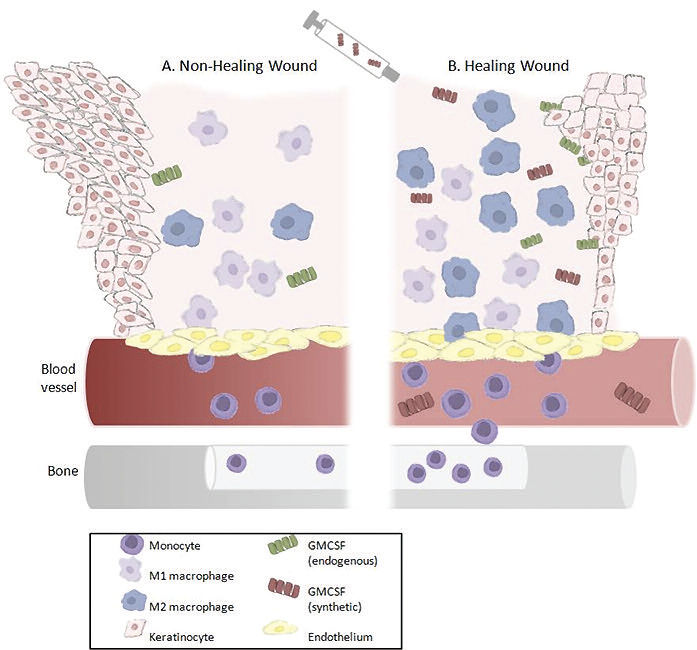 A. Non-Healing Wound
B. Healing Wound
Blood
vessel
Bone
Monocyte
M1 macrophage
M2 macrophage
Keratinocyte
GMCSF
(endogenous)
GMCSF
(synthetic)
Endothelium